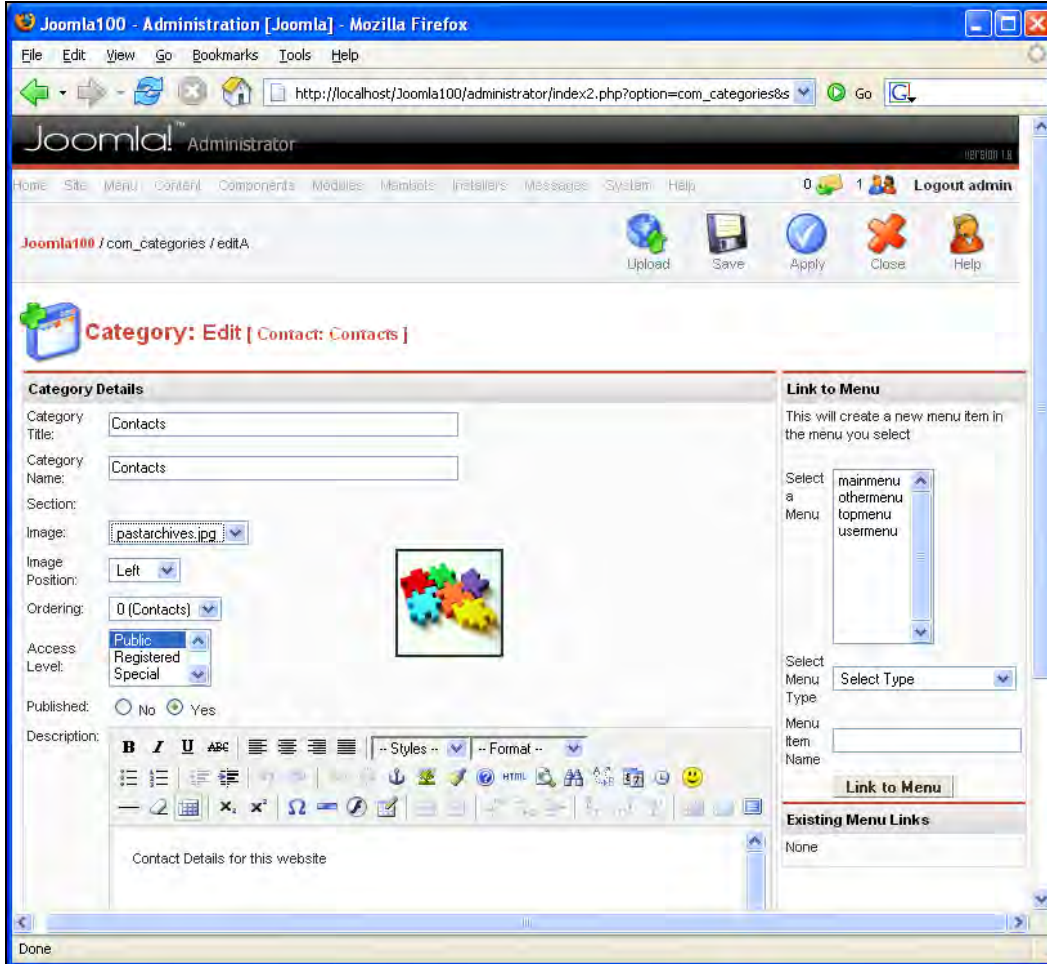 Joomla100 - Administration [Joomla] - Mozilla Firefox
File Edit View Go Bookmarks Tools Help
http://localhost/Joomla100/administrator/index2.php?option=com_categories&s Go G
Joomla!™ Administrator
version 1.8
Home Site Menu Content Components Modules Mambots Installers Messages System Help 0 1 Logout admin
Joomla100 / com_categories / editA
Upload Save Apply Close Help
Category: Edit [ Contact: Contacts ]
Category Details
Category Title: Contacts
Category Name: Contacts
Section:
Image: pastarchives.jpg
Image Position: Left
Ordering: 0 (Contacts)
Access Level: Public
Registered
Special
Published: No Yes
Description:
B I U ABC -- Styles -- -- Format --
HTML
x₂ x² Ω
Contact Details for this website
Link to Menu
This will create a new menu item in
the menu you select
Select a Menu
mainmenu
othermenu
topmenu
usermenu
Select Menu Type Select Type
Menu Item Name
Link to Menu
Existing Menu Links
None
Done